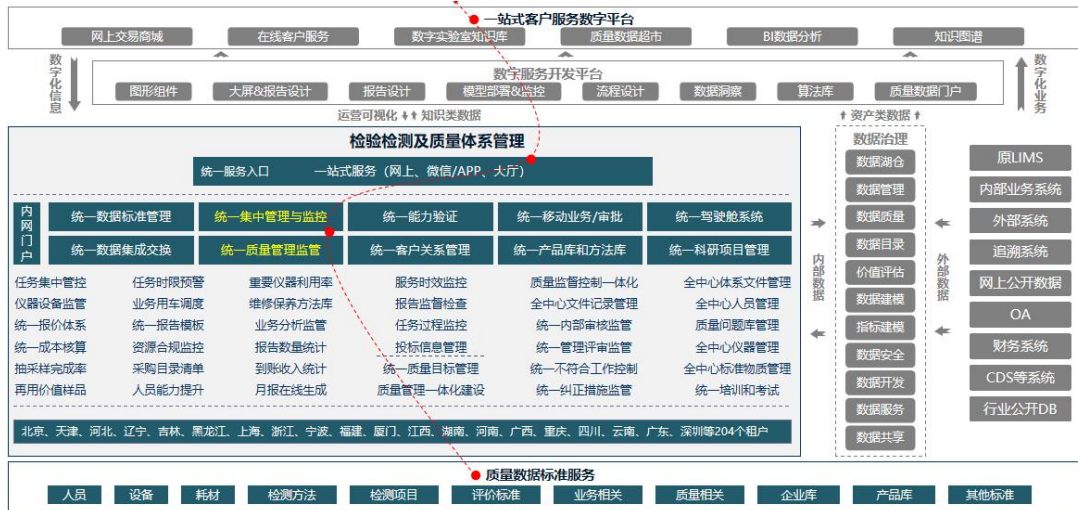 一站式客户服务数字平台
网上交易商城 在线客户服务 数字实验室知识库 质量数据超市 BI数据分析 知识图谱
数字化信息
数字服务开发平台
图形组件 大屏&报告设计 报告设计 模型部署&监控 流程设计 数据洞察 算法库 质量数据门户
数字化业务
运营可视化 知识类数据
资产类数据
检验检测及质量体系管理
统一服务入口 一站式服务（网上、微信/APP、大厅）
内网门户
统一数据标准管理 统一集中管理与监控 统一能力验证 统一移动业务/审批 统一驾驶舱系统
统一数据集成交换 统一质量管理监管 统一客户关系管理 统一产品库和方法库 统一科研项目管理
任务集中管控 任务时限预警 重要仪器利用率 服务时效监控 质量监督控制一体化 全中心体系文件管理
仪器设备监管 业务用车调度 维修保养方法库 报告监督检查 全中心文件记录管理 全中心人员管理
统一报价体系 统一报告模板 业务分析监管 任务过程监控 统一内部审核监管 质量问题库管理
统一成本核算 资源合规监控 报告数量统计 投标信息管理 统一管理评审监管 全中心仪器管理
抽采样完成率 采购目录清单 到账收入统计 统一质量目标管理 统一不符合工作控制 全中心标准物质管理
再用价值样品 人员能力提升 月报在线生成 质量管理一体化建设 统一纠正措施监管 统一培训和考试
北京、天津、河北、辽宁、吉林、黑龙江、上海、浙江、宁波、福建、厦门、江西、湖南、河南、广西、重庆、四川、云南、广东、深圳等204个租户
内部数据
数据治理
数据湖仓
数据管理
数据质量
数据目录
价值评估
数据建模
指标建模
数据安全
数据开发
数据服务
数据共享
外部数据
原LIMS
内部业务系统
外部系统
追溯系统
网上公开数据
OA
财务系统
CDS等系统
行业公开DB
质量数据标准服务
人员 设备 耗材 检测方法 检测项目 评价标准 业务相关 质量相关 企业库 产品库 其他标准